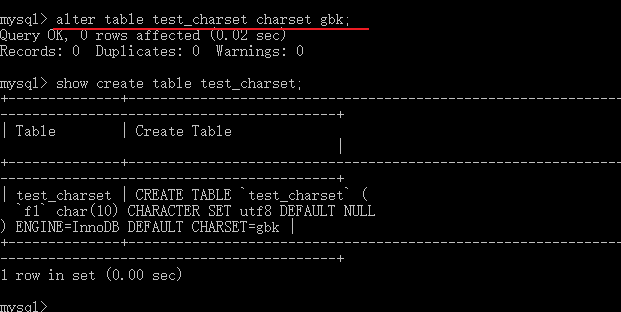 mysql> alter table test_charset charset gbk;
Query OK, 0 rows affected (0.02 sec)
Records: 0  Duplicates: 0  Warnings: 0
mysql> show create table test_charset;
+--------------+----------------------------------------------------------------
------------------------------------------+
| Table        | Create Table
                                          |
+--------------+----------------------------------------------------------------
------------------------------------------+
| test_charset | CREATE TABLE `test_charset` (
  `f1` char(10) CHARACTER SET utf8 DEFAULT NULL
) ENGINE=InnoDB DEFAULT CHARSET=gbk |
+--------------+----------------------------------------------------------------
------------------------------------------+
1 row in set (0.00 sec)
mysql>